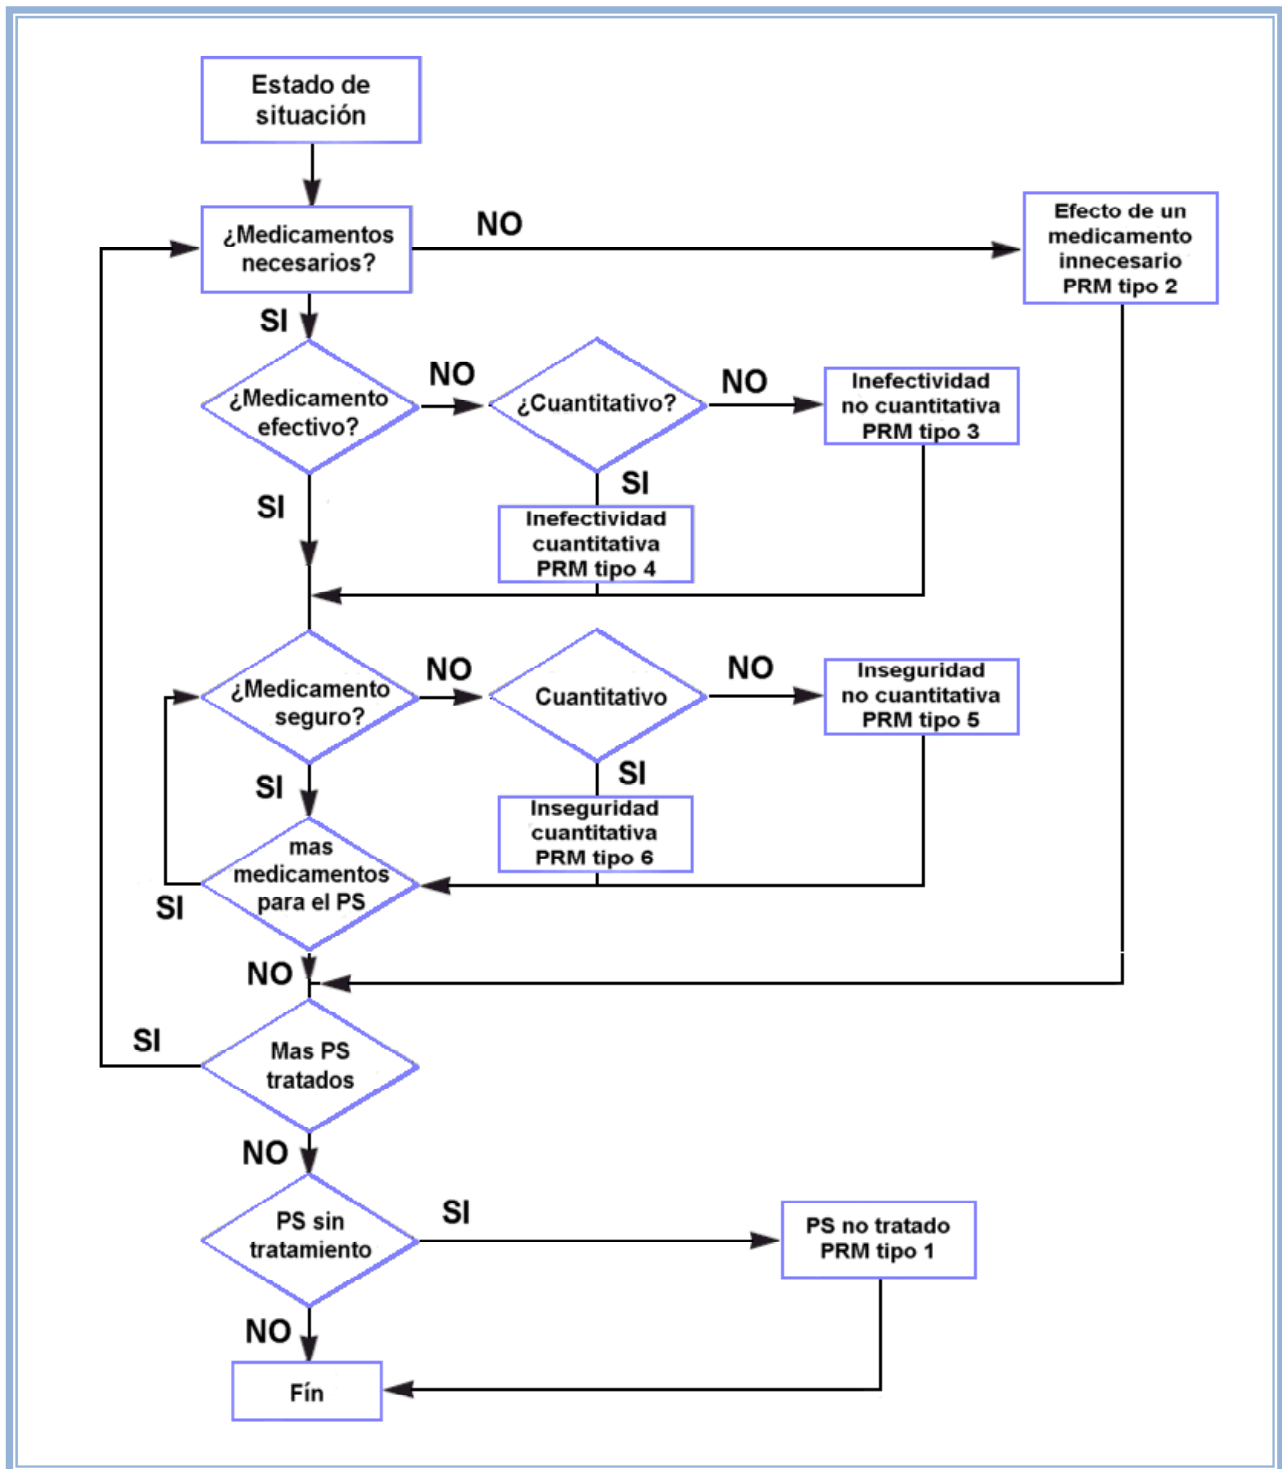 Estado de
situación
¿Medicamentos
necesarios?
NO
Efecto de un
medicamento
innecesario
PRM tipo 2
SI
¿Medicamento
efectivo?
NO
¿Cuantitativo?
NO
Inefectividad
no cuantitativa
PRM tipo 3
SI
SI
Inefectividad
cuantitativa
PRM tipo 4
¿Medicamento
seguro?
NO
Cuantitativo
NO
Inseguridad
no cuantitativa
PRM tipo 5
SI
SI
Inseguridad
cuantitativa
PRM tipo 6
mas
medicamentos
para el PS
SI
NO
Mas PS
tratados
SI
NO
PS sin
tratamiento
SI
PS no tratado
PRM tipo 1
NO
Fín